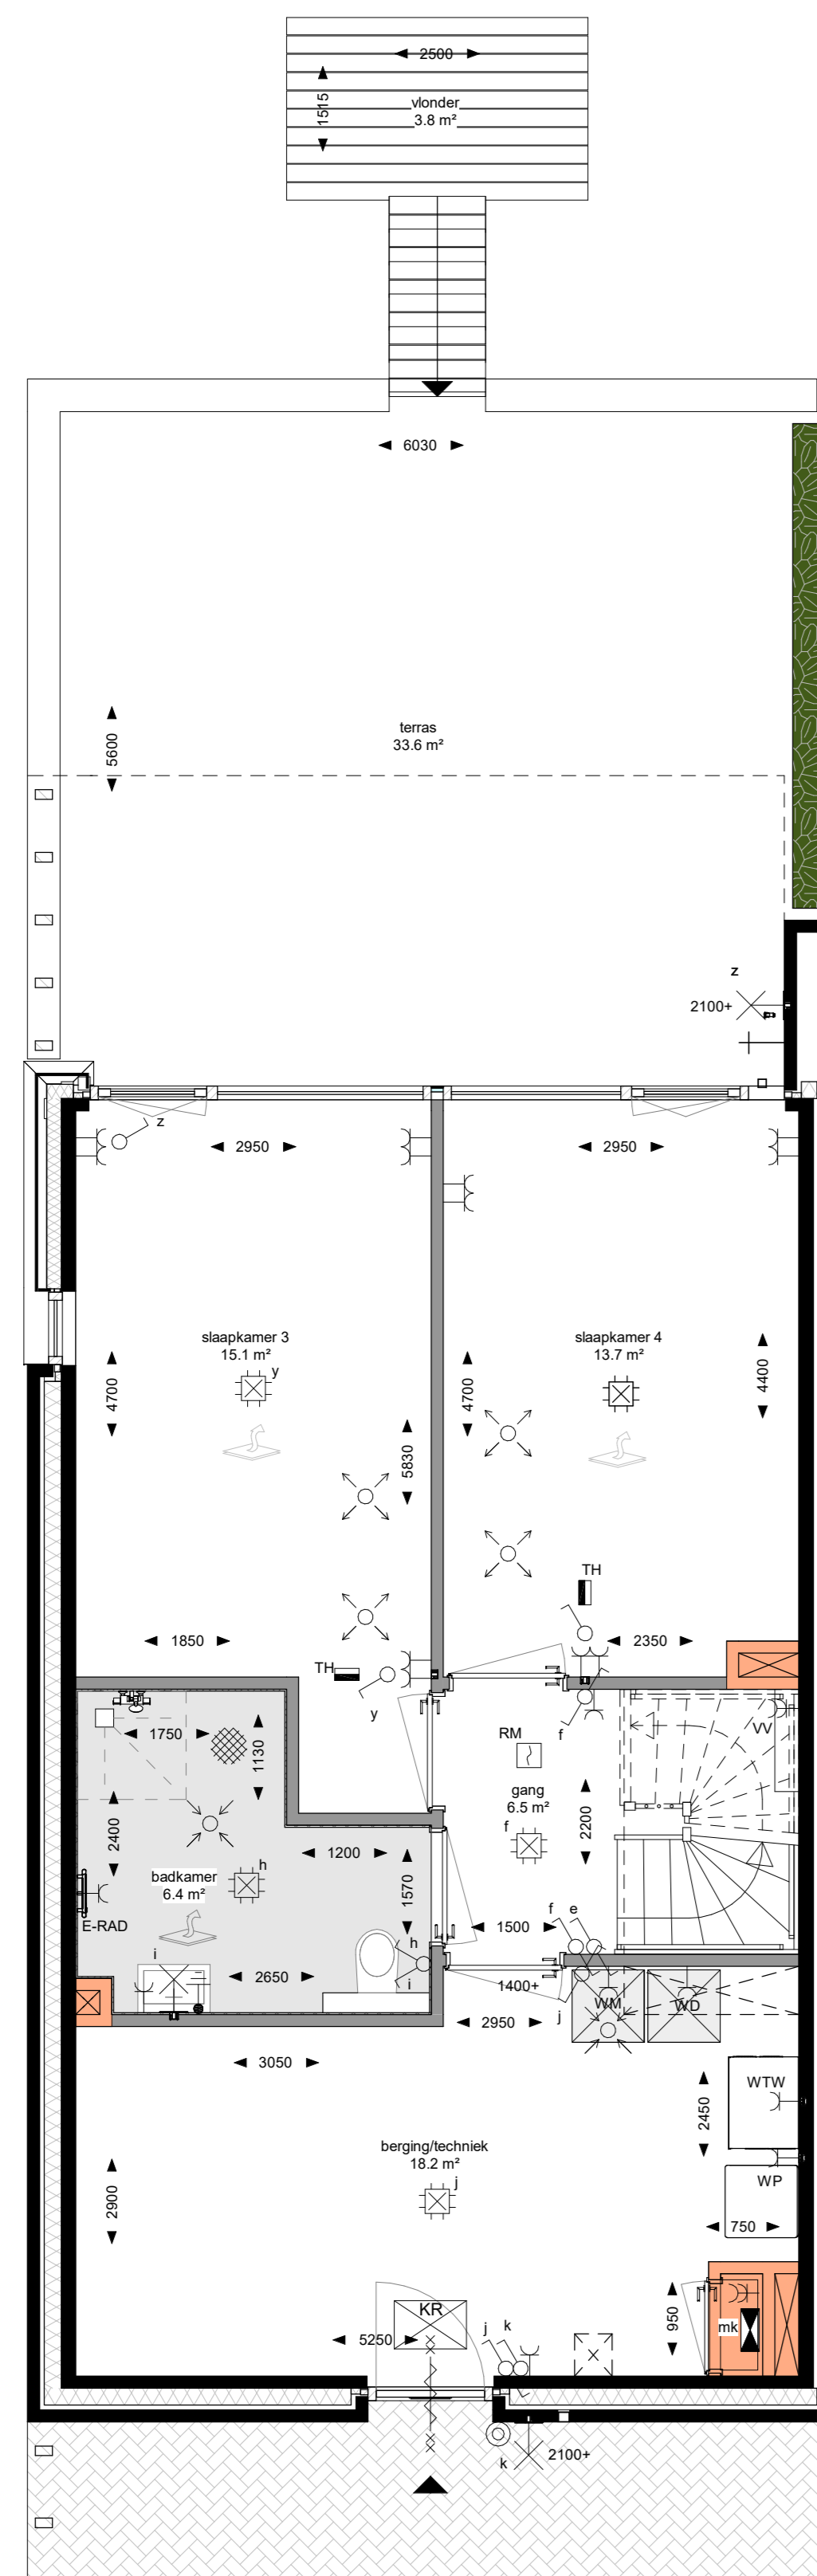 2500
1515
vlonder
3.8 m²
6030
5600
terras
33.6 m²
z
2100+
z
2950
2950
slaapkamer 3
15.1 m²
y
slaapkamer 4
13.7 m²
4700
4700
4400
5830
TH
1850
2350
TH
y
f
VV
1750
1130
RM
gang
6.5 m²
f
2200
2400
1200
badkamer
6.4 m²
h
1570
E-RAD
1500
f e
i
h
2650
i
1400+
j
WM
WD
2950
3050
WTW
2450
berging/techniek
18.2 m²
j
WP
2900
750
KR
j k
950
mk
5250
k
2100+